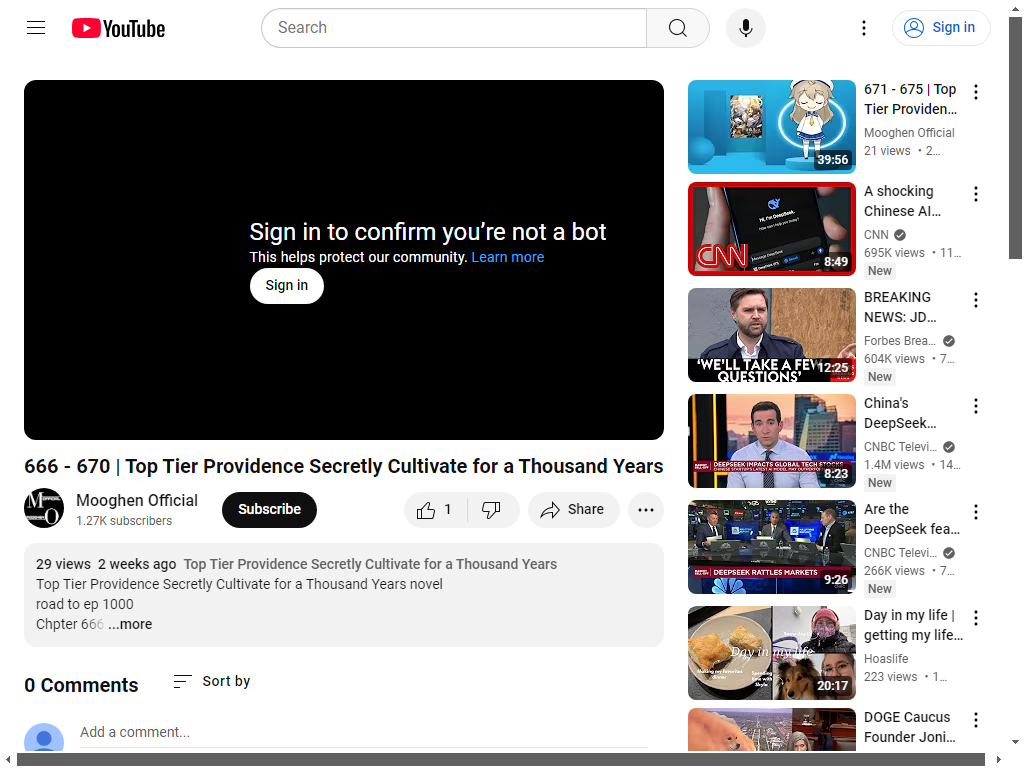 YouTube
Search
Sign in
Sign in to confirm you’re not a bot
This helps protect our community. Learn more
Sign in
666 - 670 | Top Tier Providence Secretly Cultivate for a Thousand Years
Mooghen Official
1.27K subscribers
Subscribe
1
Share
29 views 2 weeks ago Top Tier Providence Secretly Cultivate for a Thousand Years
Top Tier Providence Secretly Cultivate for a Thousand Years novel
road to ep 1000
Chpter 666 ...more
0 Comments
Sort by
Add a comment...
39:56
671 - 675 | Top
Tier Providen...
Mooghen Official
21 views • 2...
Hi, I'm DeepSeek.
CNN
8:49
A shocking
Chinese AI...
CNN
695K views • 11...
New
‘WE'LL TAKE A FEW
QUESTIONS’
12:25
BREAKING
NEWS: JD...
Forbes Brea...
604K views • 7...
New
DEEPSEEK IMPACTS GLOBAL TECH STOCKS
8:23
China's
DeepSeek...
CNBC Televi...
1.4M views • 14...
New
DEEPSEEK RATTLES MARKETS
9:26
Are the
DeepSeek fea...
CNBC Televi...
266K views • 7...
New
Day in my life
Making my favorite
dinner
20:17
Day in my life |
getting my life...
Hoaslife
223 views • 1...
DOGE Caucus
Founder Joni...